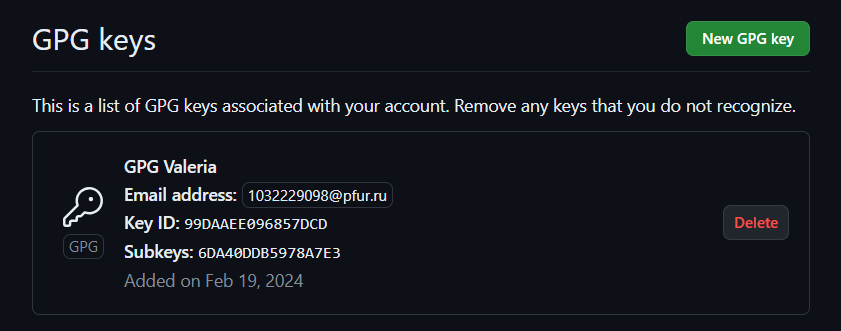 GPG keys
New GPG key
This is a list of GPG keys associated with your account. Remove any keys that you do not recognize.
GPG Valeria
Email address: 1032229098@pfur.ru
Key ID: 99DAAEE096857DCD
Subkeys: 6DA40DDB5978A7E3
Added on Feb 19, 2024
GPG
Delete